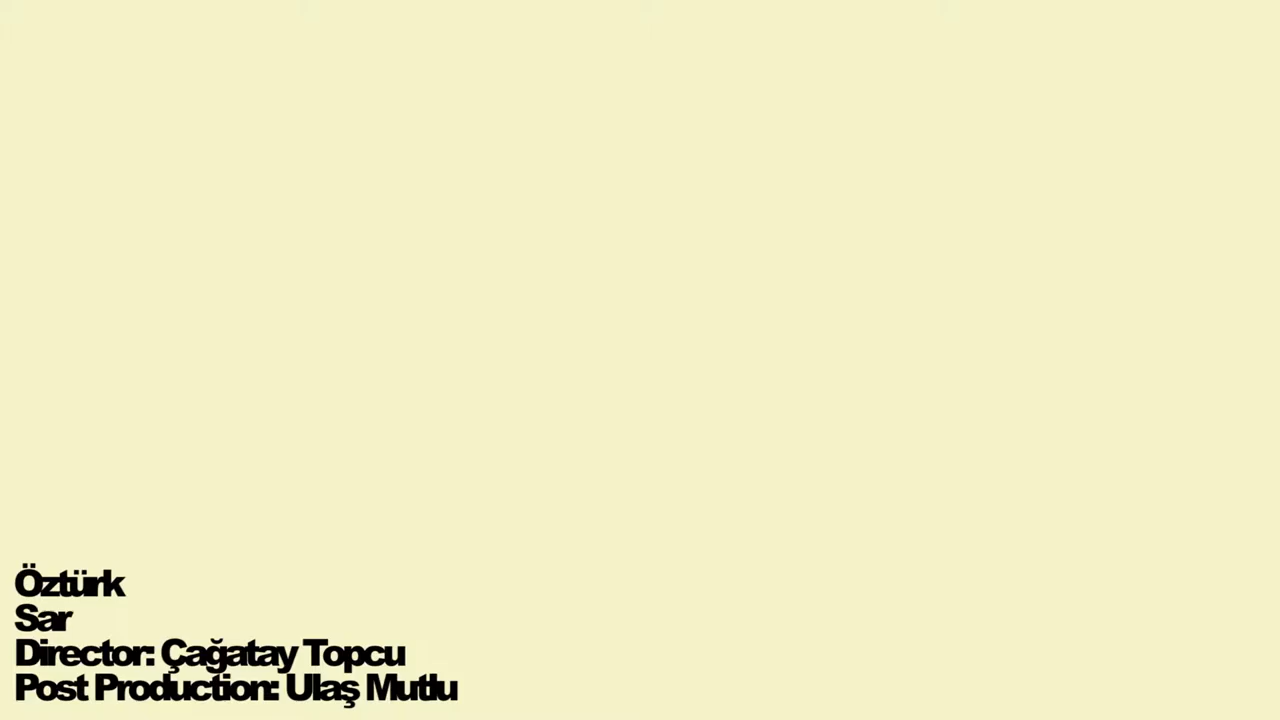 Öztürk
Sar
Director: Çağatay Topcu
Post Production: Ulaş Mutlu